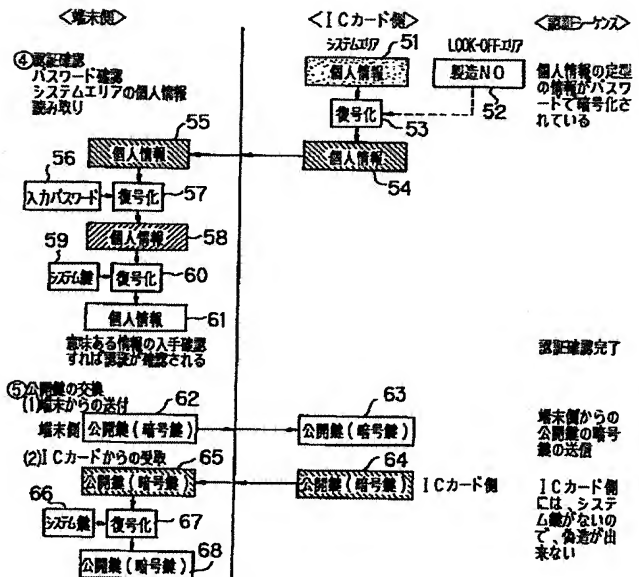 <端末側>
<ICカード側>
<認証シーケンス>
システムエリア
51
LOOK-OFFエリア
④認証確認
パスワード確認
システムエリアの個人情報
読み取り
個人情報
製造NO
52
個人情報の定型
の情報がパスワ
ードで暗号化さ
れている
復号化
53
55
個人情報
個人情報
54
56
入力パスワード
復号化
57
個人情報
58
59
システム鍵
復号化
60
個人情報
61
意味ある情報の入手確認
すれば認証が確認される
認証確認完了
⑤公開鍵の交換
(1)端末からの送付
62
63
端末側
公開鍵(暗号鍵)
公開鍵(暗号鍵)
端末側からの
公開鍵の暗号
鍵の送信
(2)ICカードからの受取
65
64
公開鍵(暗号鍵)
公開鍵(暗号鍵)
ICカード側
ICカード側
には、システ
ム鍵がないの
で、偽造が出
来ない
66
システム鍵
復号化
67
公開鍵(暗号鍵)
68